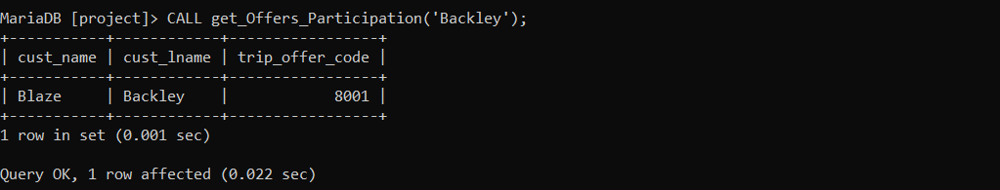 MariaDB [project]> CALL get_Offers_Participation('Backley');
+-----------+------------+-----------------+
| cust_name | cust_lname | trip_offer_code |
+-----------+------------+-----------------+
| Blaze     | Backley    |            8001 |
+-----------+------------+-----------------+
1 row in set (0.001 sec)

Query OK, 1 row affected (0.022 sec)